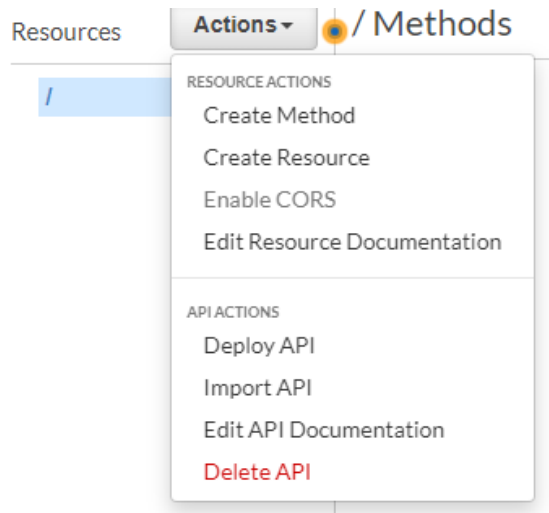 Resources
Actions
/ Methods
/
RESOURCE ACTIONS
Create Method
Create Resource
Enable CORS
Edit Resource Documentation
API ACTIONS
Deploy API
Import API
Edit API Documentation
Delete API